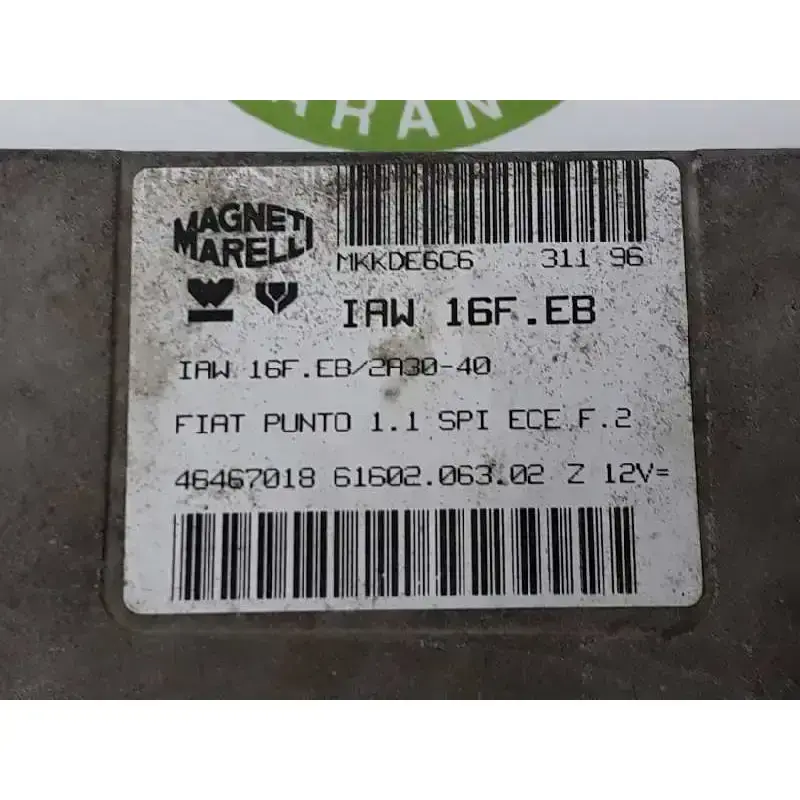 ARAN
MAGNETI
MARELLI
MKKDE6C6 311 96
IAW 16F.EB
IAW 16F.EB/2A30-40
FIAT PUNTO 1.1 SPI ECE F.2
46467018 61602.063.02 Z 12V=